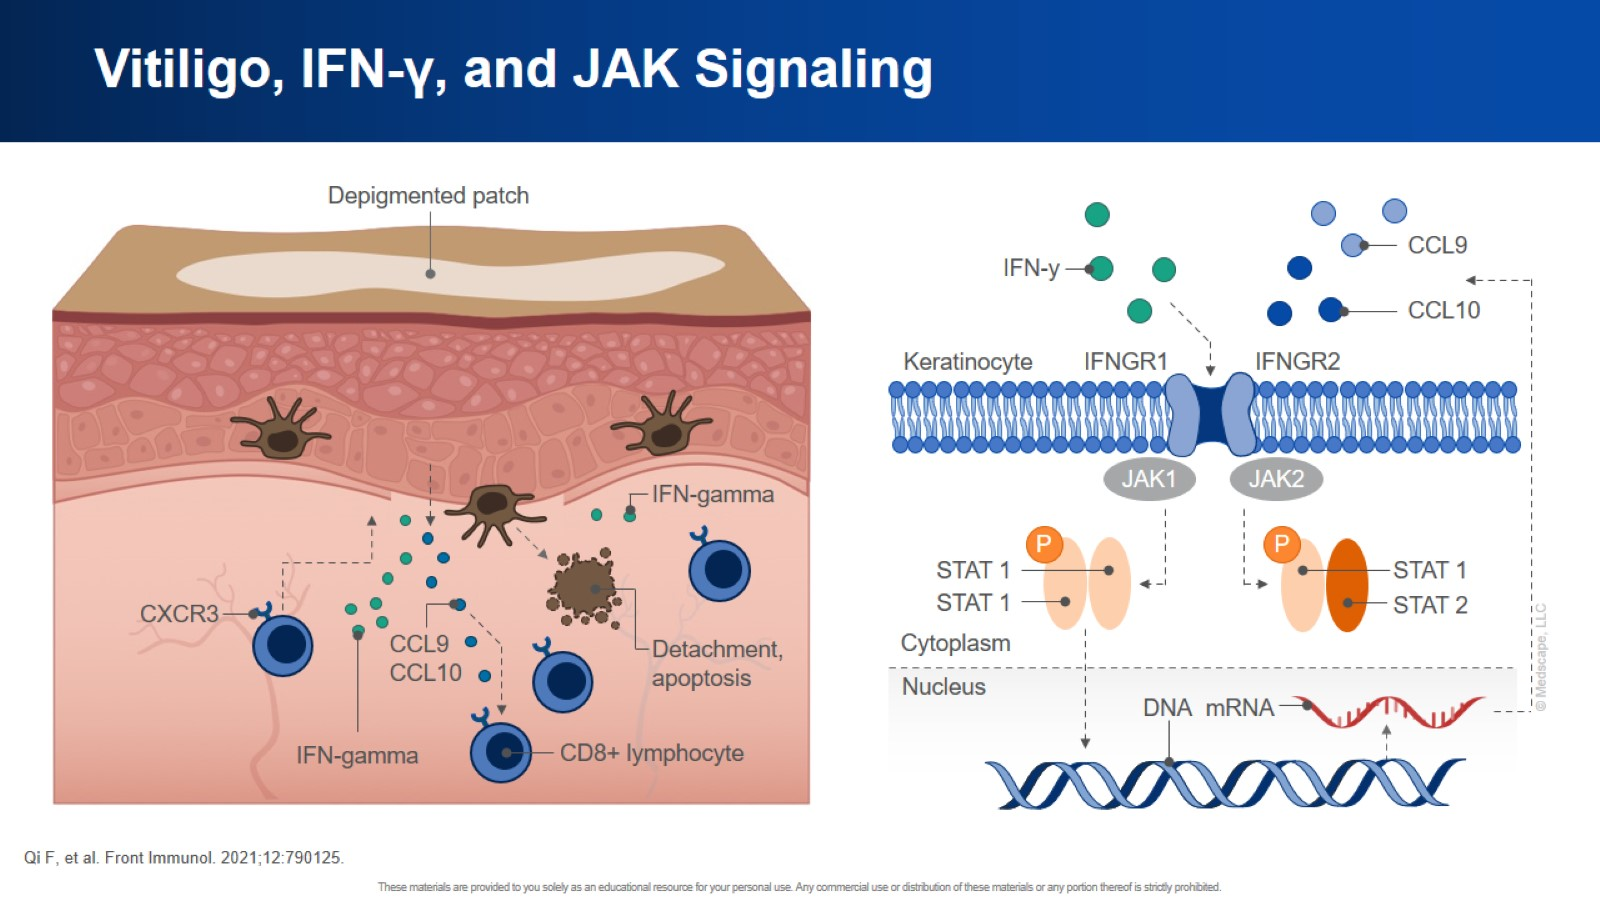 Vitiligo, IFN-γ, and JAK Signaling
Depigmented patch
IFN-gamma
CXCR3
CCL9
CCL10
Detachment,
apoptosis
IFN-gamma
CD8+ lymphocyte
CCL9
IFN-y
CCL10
Keratinocyte
IFNGR1
IFNGR2
JAK1
JAK2
P
P
STAT 1
STAT 1
STAT 1
STAT 2
Cytoplasm
Nucleus
DNA
mRNA
© Medscape, LLC
Qi F, et al. Front Immunol. 2021;12:790125.
These materials are provided to you solely as an educational resource for your personal use. Any commercial use or distribution of these materials or any portion thereof is strictly prohibited.